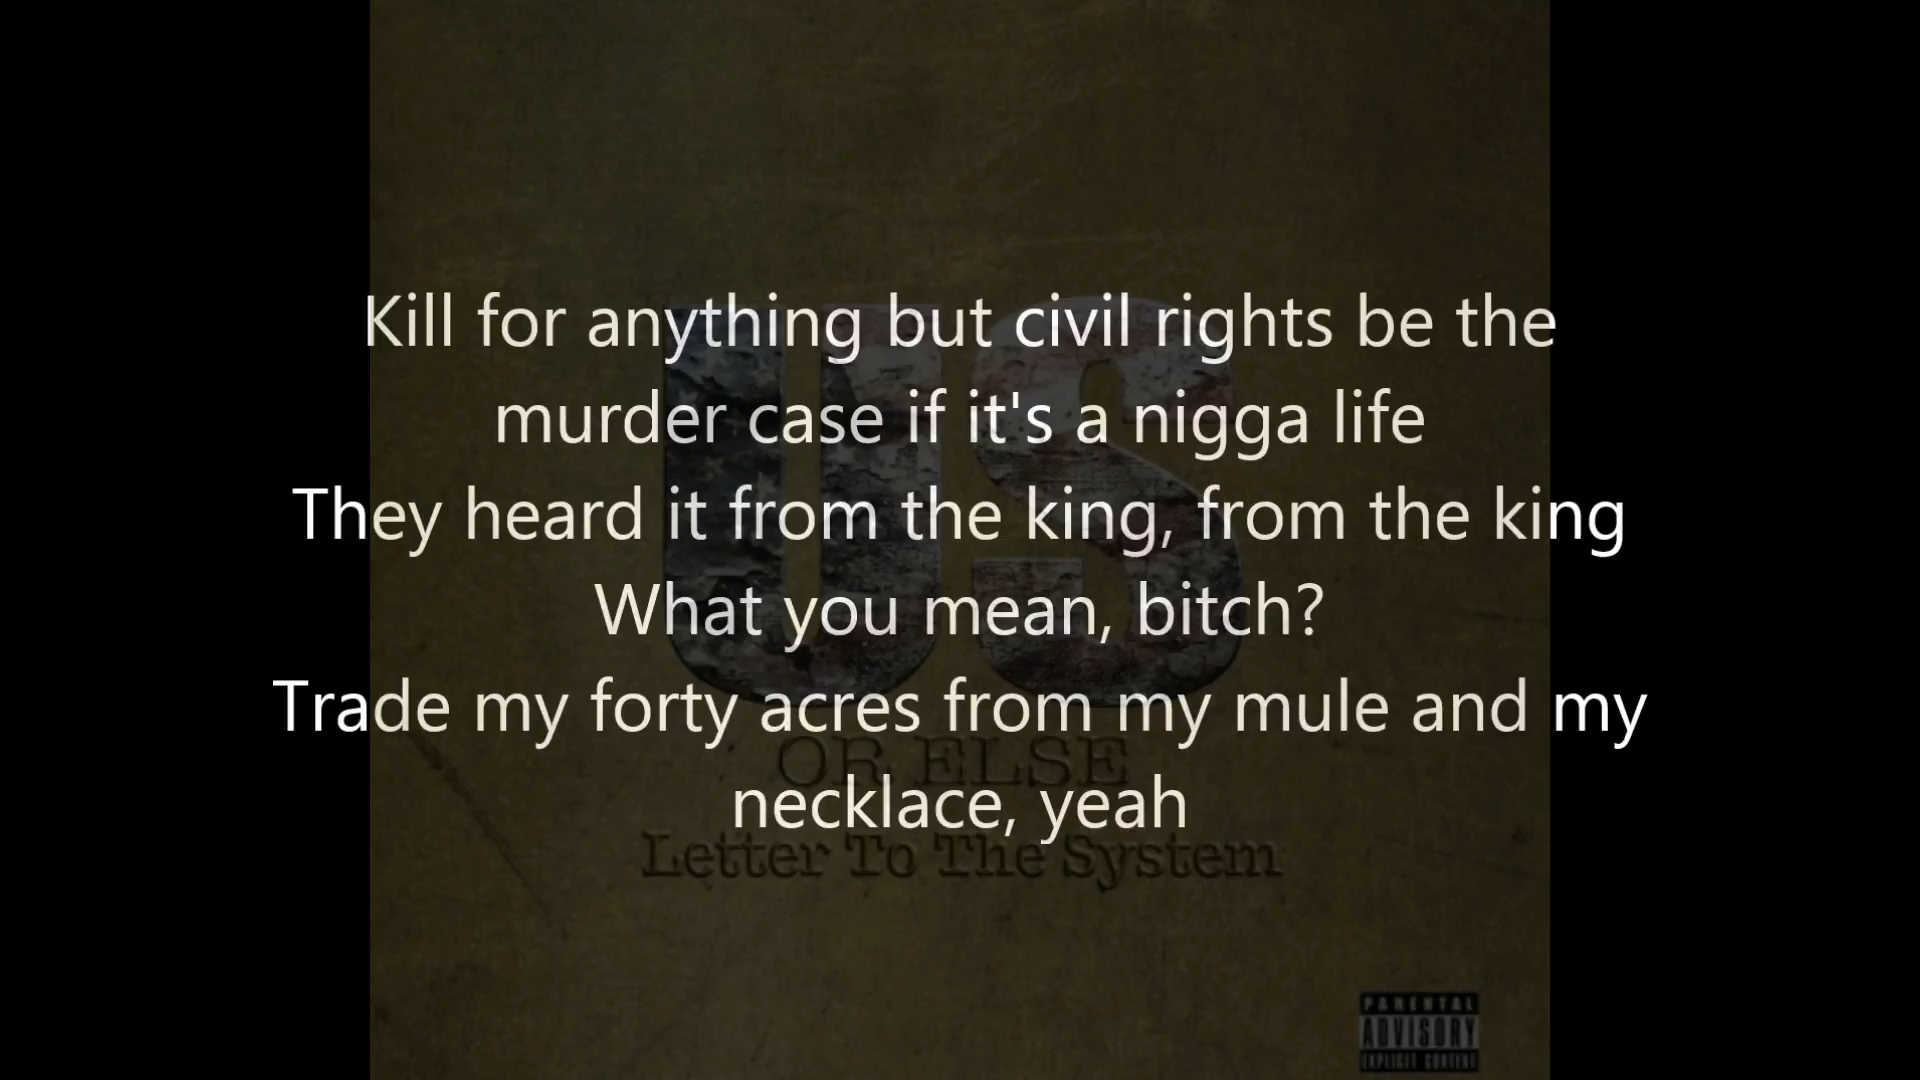 Kill for anything but civil rights be the
murder case if it's a nigga life
They heard it from the king, from the king
What you mean, bitch?
Trade my forty acres from my mule and my
necklace, yeah
US
OR ELSE
Letter To The System
PARENTAL
ADVISORY
EXPLICIT CONTENT